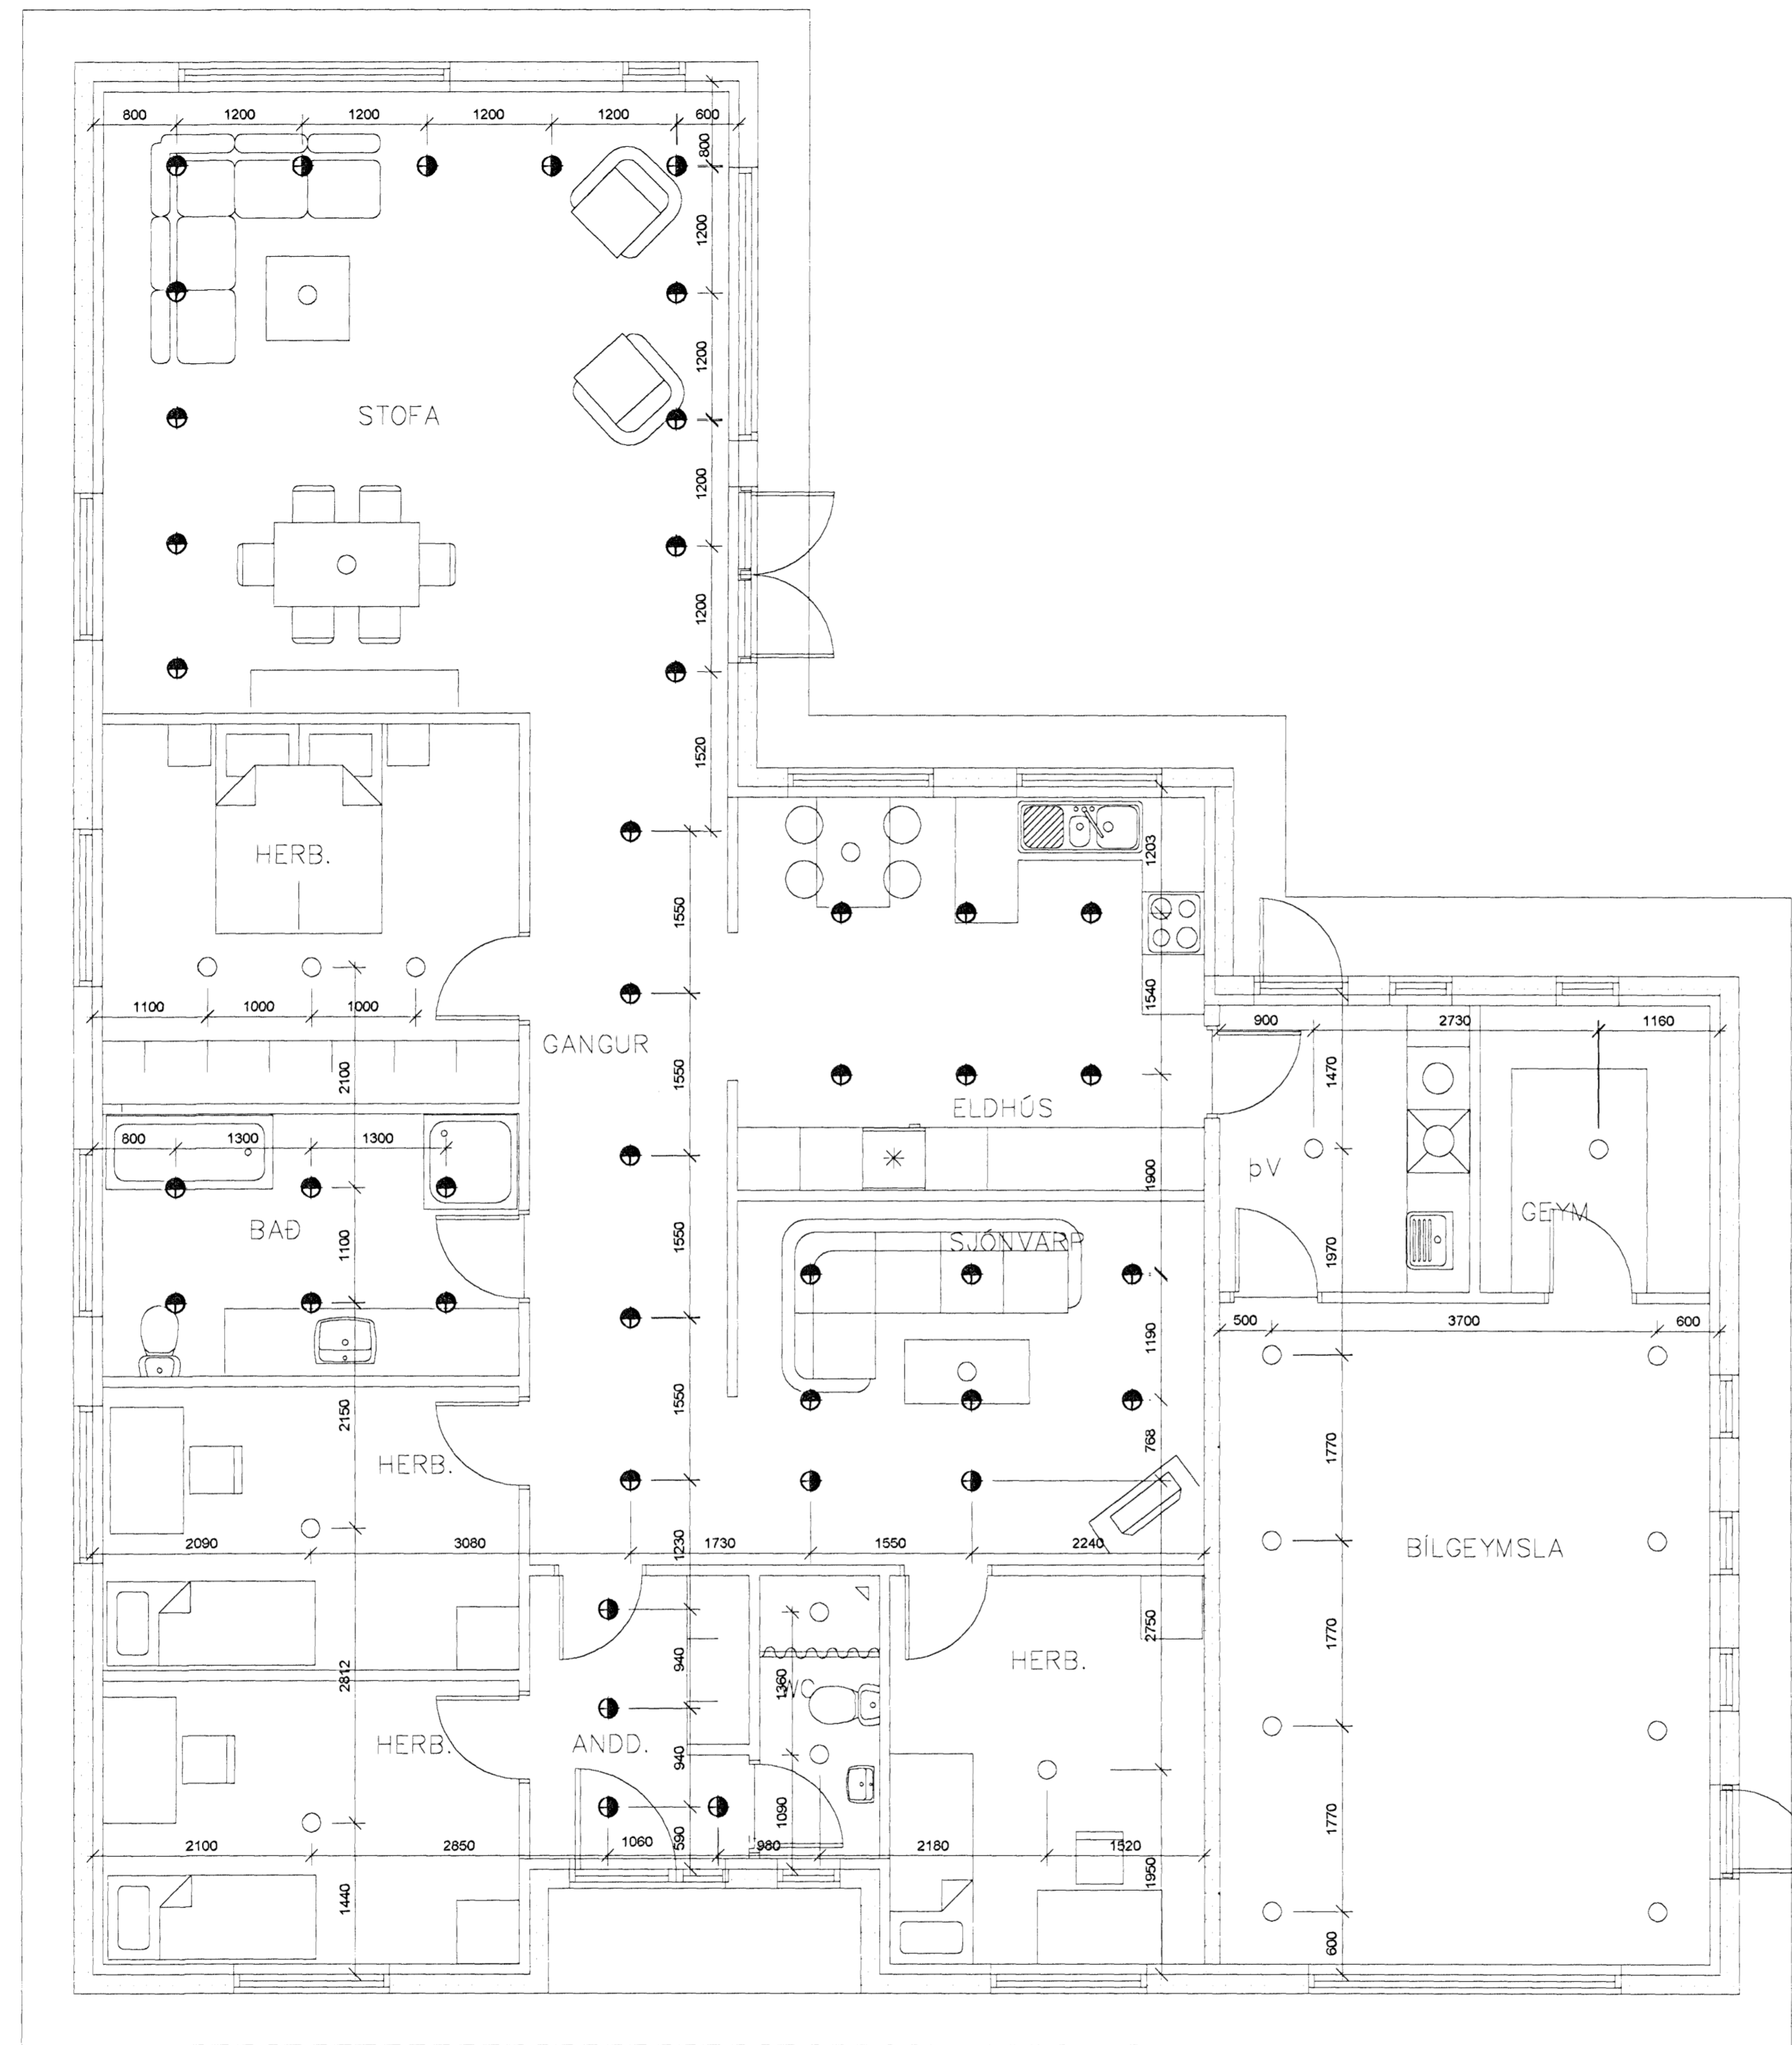 800 1200 1200 1200 1200 600
800
1200
1200
STOFA
1200
1200
1520
HERB.
1203
1550
1100 1000 1000
GANGUR
1540
900 2730 1160
2100
1550
1470
ELDHÚS
800 1300 1300
1900
þV
BAÐ
1100
1550
SJÓNVARP
1970
GEYM
500 3700 600
1190
2150
1550
768
1770
HERB.
BÍLGEYMSLA
2090 3080 1230 1730 1550 2240
2750
1770
2812
940
1360
WC
HERB.
HERB.
ANDD.
940
1090
1770
2100 2850 1060 590 980 2180 1520
1950
1440
600